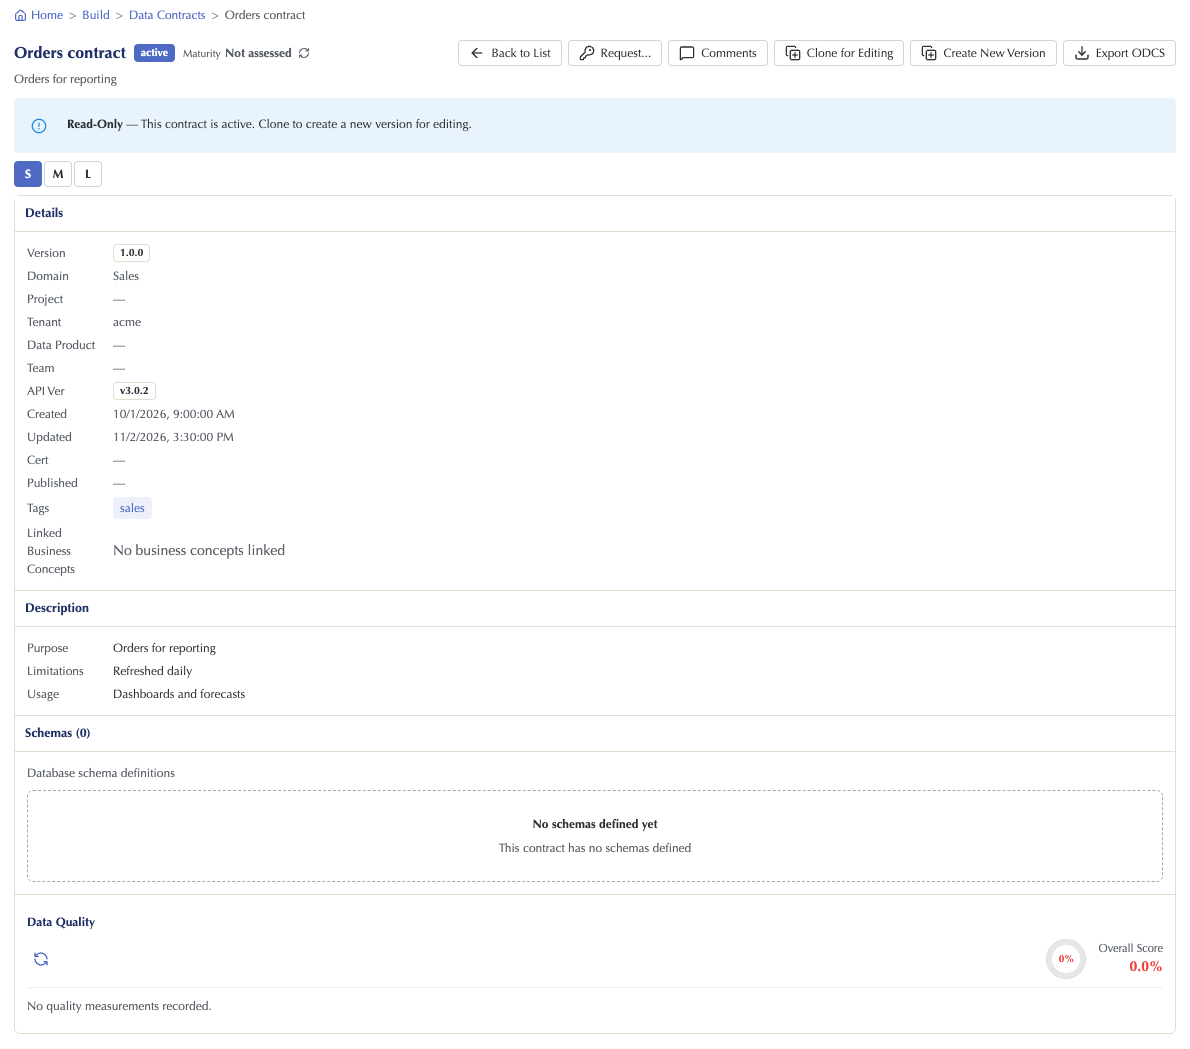 Home > Build > Data Contracts > Orders contract
Orders contract active Maturity Not assessed
Back to List Request... Comments Clone for Editing Create New Version Export ODCS
Orders for reporting
Read-Only — This contract is active. Clone to create a new version for editing.
S M L
Details
Version 1.0.0
Domain Sales
Project —
Tenant acme
Data Product —
Team —
API Ver v3.0.2
Created 10/1/2026, 9:00:00 AM
Updated 11/2/2026, 3:30:00 PM
Cert —
Published —
Tags sales
Linked
Business
Concepts
No business concepts linked
Description
Purpose Orders for reporting
Limitations Refreshed daily
Usage Dashboards and forecasts
Schemas (0)
Database schema definitions
No schemas defined yet
This contract has no schemas defined
Data Quality
0% Overall Score
0.0%
No quality measurements recorded.